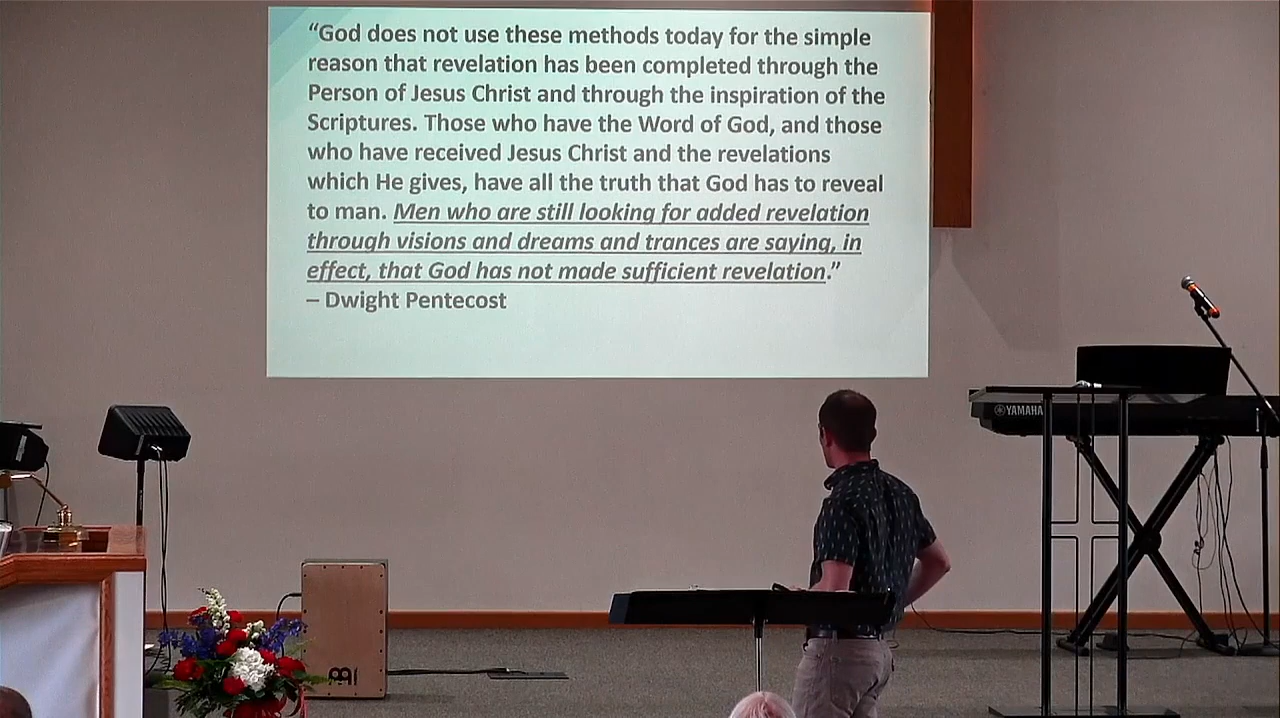 “God does not use these methods today for the simple
reason that revelation has been completed through the
Person of Jesus Christ and through the inspiration of the
Scriptures. Those who have the Word of God, and those
who have received Jesus Christ and the revelations
which He gives, have all the truth that God has to reveal
to man. Men who are still looking for added revelation
through visions and dreams and trances are saying, in
effect, that God has not made sufficient revelation.”
– Dwight Pentecost
YAMAHA